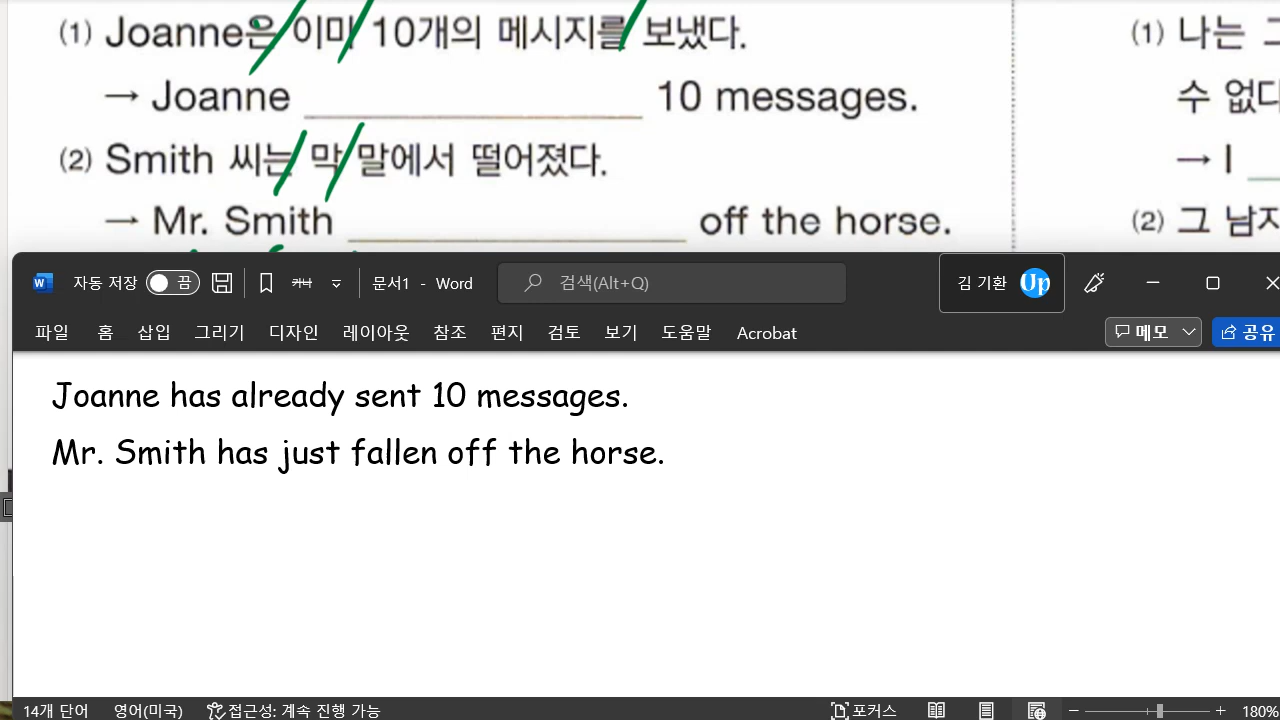 (1) Joanne은 이미 10개의 메시지를 보냈다.
→ Joanne ____________ 10 messages.
(2) Smith 씨는 막 말에서 떨어졌다.
→ Mr. Smith ____________ off the horse.
(1) 나는
수 없다
→ I
(2) 그 남자
자동 저장 끔 문서1 - Word 검색(Alt+Q) 김 기환 Up
파일 홈 삽입 그리기 디자인 레이아웃 참조 편지 검토 보기 도움말 Acrobat 메모 공유
Joanne has already sent 10 messages.
Mr. Smith has just fallen off the horse.
14개 단어 영어(미국) 접근성: 계속 진행 가능 포커스 - + 180%